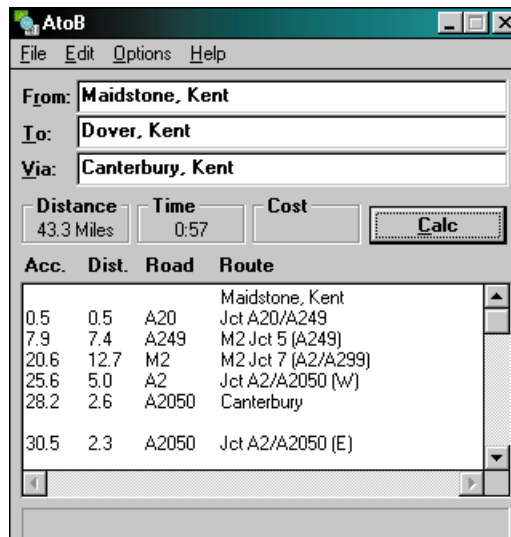 AtoB
File Edit Options Help
From: Maidstone, Kent
To: Dover, Kent
Via: Canterbury, Kent
Distance Time Cost
43.3 Miles 0:57 Calc
Acc. Dist. Road Route
Maidstone, Kent
0.5 0.5 A20 Jct A20/A249
7.9 7.4 A249 M2 Jct 5 (A249)
20.6 12.7 M2 M2 Jct 7 (A2/A299)
25.6 5.0 A2 Jct A2/A2050 (W)
28.2 2.6 A2050 Canterbury
30.5 2.3 A2050 Jct A2/A2050 (E)